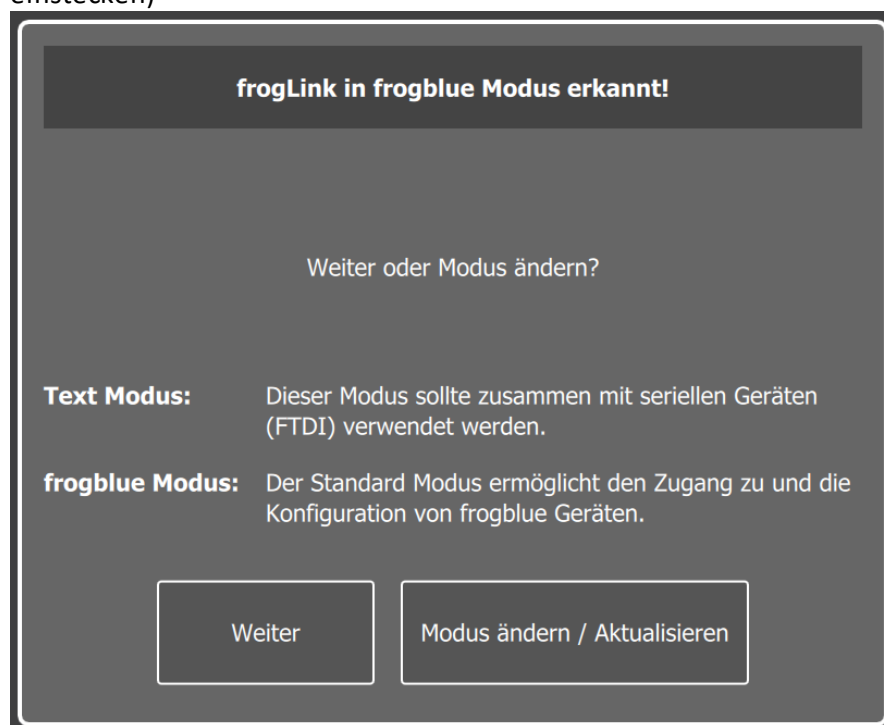 einstecken)
frogLink in frogblue Modus erkannt!
Weiter oder Modus ändern?
Text Modus: Dieser Modus sollte zusammen mit seriellen Geräten
(FTDI) verwendet werden.
frogblue Modus: Der Standard Modus ermöglicht den Zugang zu und die
Konfiguration von frogblue Geräten.
Weiter
Modus ändern / Aktualisieren